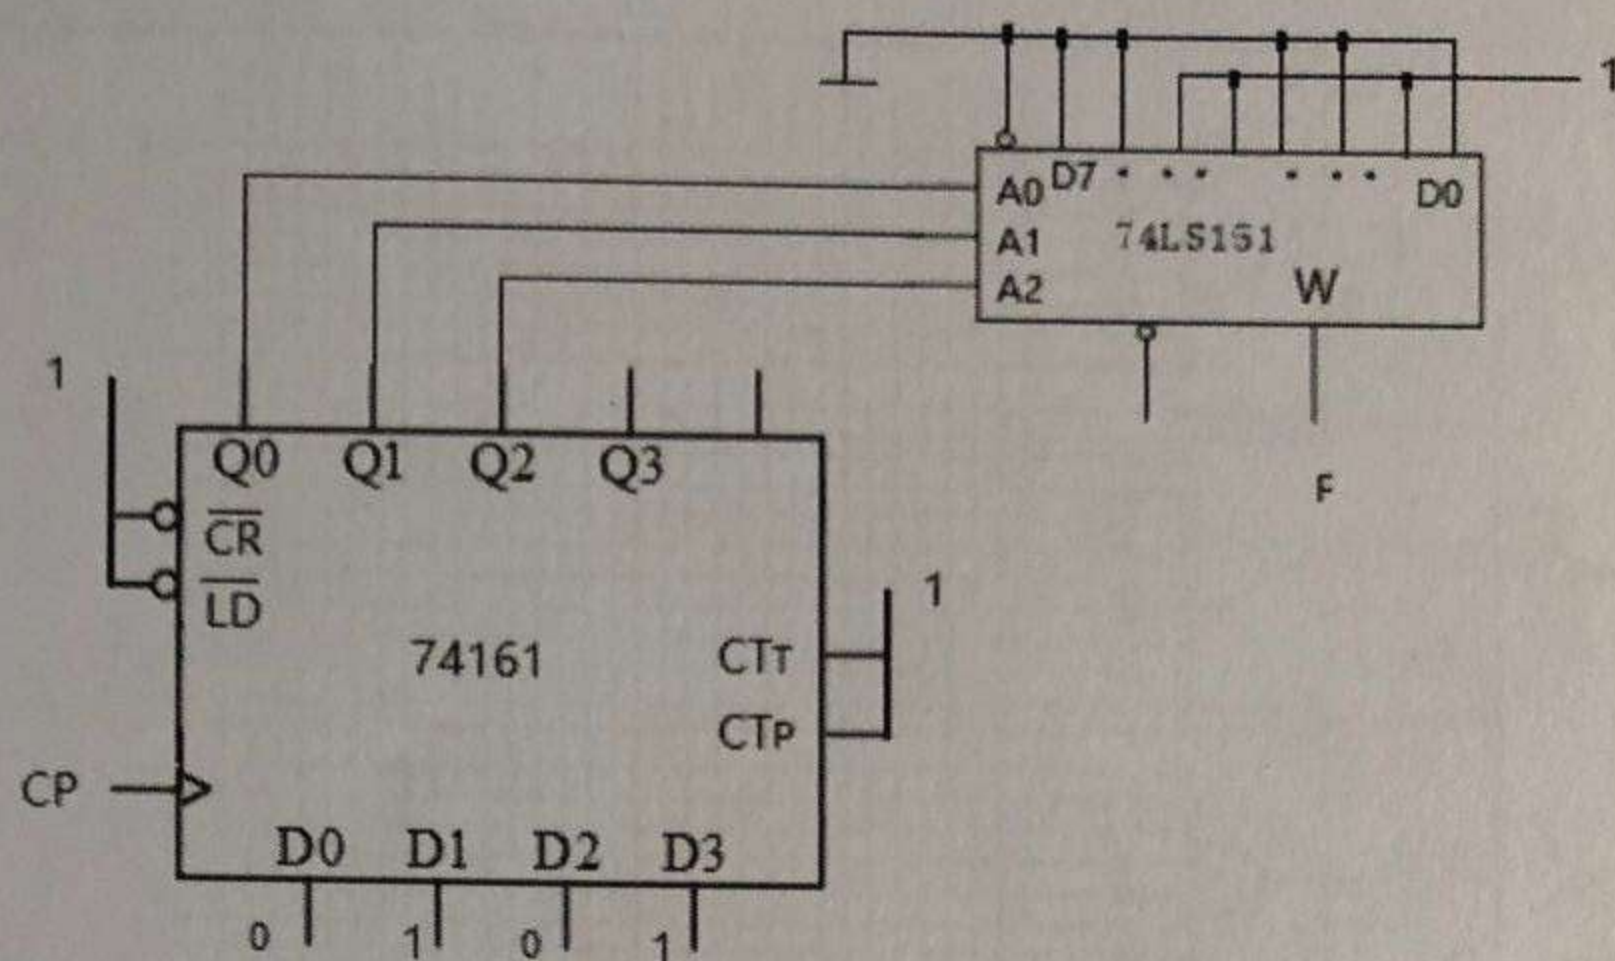 1
A0 D7 · · · · · · D0
A1 74LS151
A2 W
F
1
Q0 Q1 Q2 Q3
CR
LD
74161
1
CTT
CTP
CP
D0 D1 D2 D3
0 1 0 1